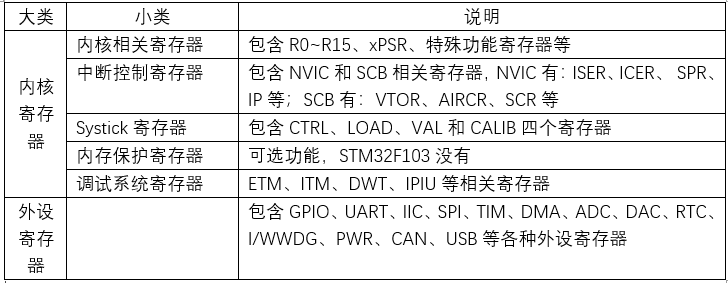 大类 小类 说明
内核寄存器 内核相关寄存器 包含 R0~R15、xPSR、特殊功能寄存器等
中断控制寄存器 包含 NVIC 和 SCB 相关寄存器，NVIC 有：ISER、ICER、 SPR、
IP 等；SCB 有：VTOR、AIRCR、SCR 等
Systick 寄存器 包含 CTRL、LOAD、VAL 和 CALIB 四个寄存器
内存保护寄存器 可选功能，STM32F103 没有
调试系统寄存器 ETM、ITM、DWT、IPIU 等相关寄存器
外设寄存器 包含 GPIO、UART、IIC、SPI、TIM、DMA、ADC、DAC、RTC、
I/WWDG、PWR、CAN、USB 等各种外设寄存器